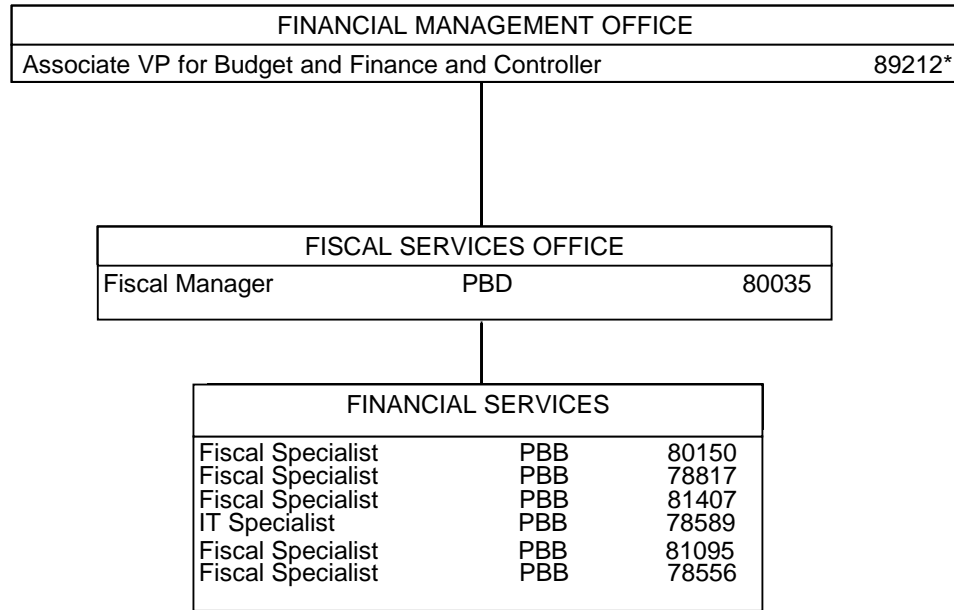 FINANCIAL MANAGEMENT OFFICE
Associate VP for Budget and Finance and Controller 89212*
FISCAL SERVICES OFFICE
Fiscal Manager PBD 80035
FINANCIAL SERVICES
Fiscal Specialist PBB 80150
Fiscal Specialist PBB 78817
Fiscal Specialist PBB 81407
IT Specialist PBB 78589
Fiscal Specialist PBB 81095
Fiscal Specialist PBB 78556